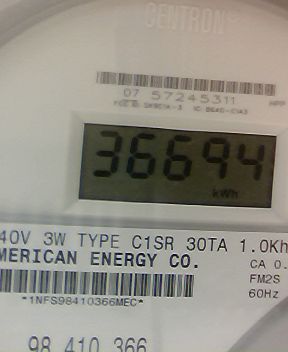 CENTRON
07 57245311
36694
kWh
40V 3W TYPE C1SR 30TA 1.0Kh
MERICAN ENERGY CO.
CA 0.
FM2S
60Hz
*1NFS98410366MEC*
98 410 366